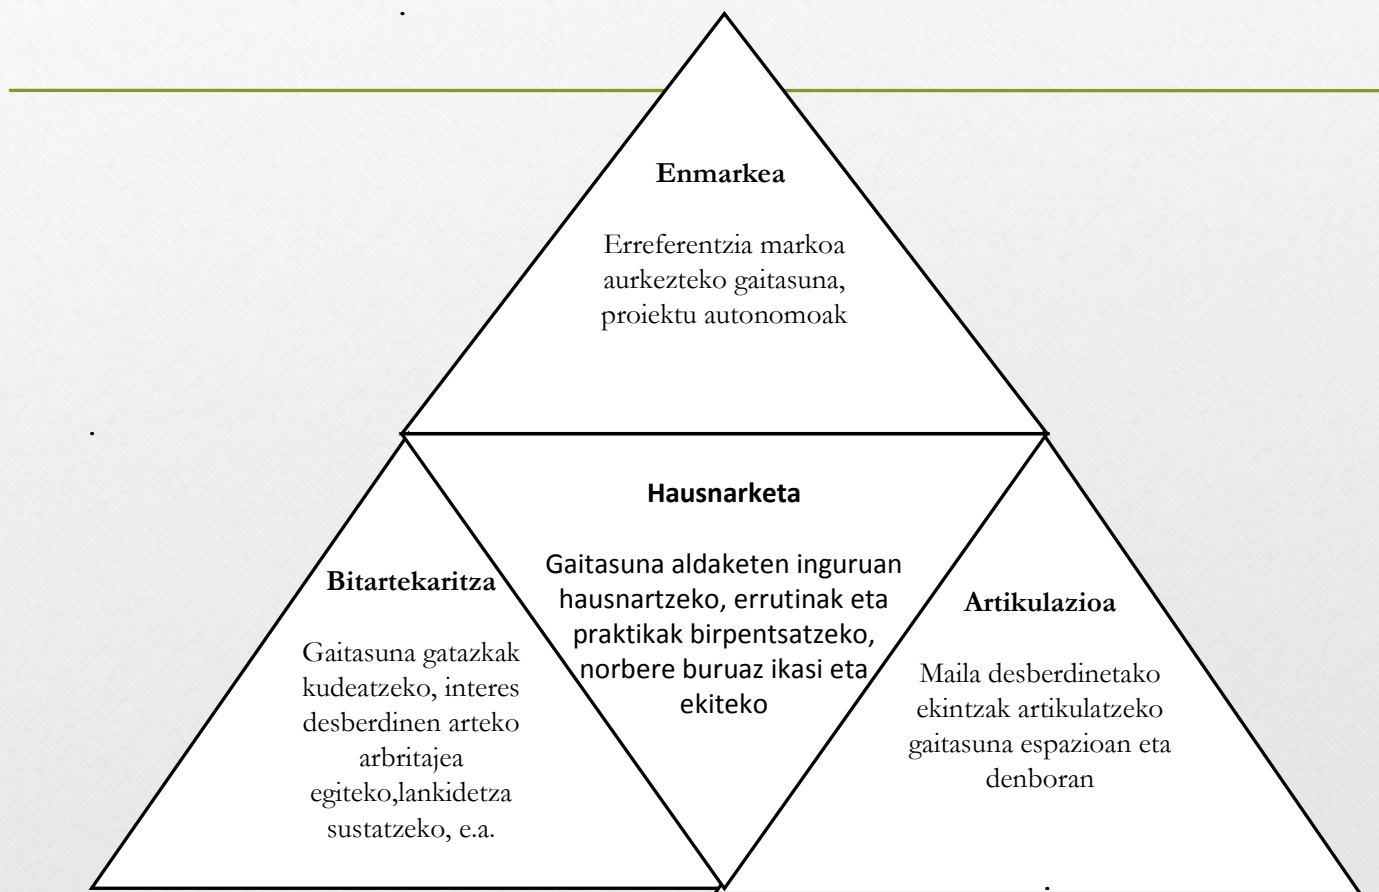 Enmarkea
Erreferentzia markoa
aurkezteko gaitasuna,
proiektu autonomoak
Hausnarketa
Gaitasuna aldaketen inguruan
hausnartzeko, errutinak eta
praktikak birpentsatzeko,
norbere buruaz ikasi eta
ekiteko
Bitartekaritza
Gaitasuna gatazkak
kudeatzeko, interes
desberdinen arteko
arbritajea
egiteko,lankidetza
sustatzeko, e.a.
Artikulazioa
Maila desberdinetako
ekintzak artikulatzeko
gaitasuna espazioan eta
denboran